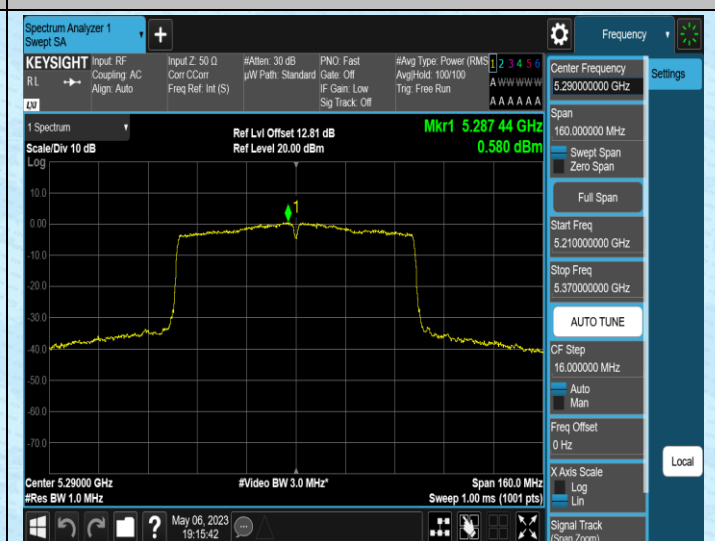 Spectrum Analyzer 1
Swept SA
+
Frequency
KEYSIGHT
RL
LXI
Input: RF
Coupling: AC
Align: Auto
Input Z: 50 Ω
Corr CCorr
Freq Ref: Int (S)
#Atten: 30 dB
µW Path: Standard
PNO: Fast
Gate: Off
IF Gain: Low
Sig Track: Off
#Avg Type: Power (RMS
Avg|Hold: 100/100
Trig: Free Run
1 2 3 4 5 6
A W W W W W
A A A A A A
1 Spectrum
Scale/Div 10 dB
Log
Ref Lvl Offset 12.81 dB
Ref Level 20.00 dBm
Mkr1 5.287 44 GHz
0.580 dBm
10.0
0.00
-10.0
-20.0
-30.0
-40.0
-50.0
-60.0
-70.0
1
Center 5.29000 GHz
#Res BW 1.0 MHz
#Video BW 3.0 MHz*
Span 160.0 MHz
Sweep 1.00 ms (1001 pts)
?
May 06, 2023
19:15:42
Center Frequency
5.290000000 GHz
Settings
Span
160.000000 MHz
Swept Span
Zero Span
Full Span
Start Freq
5.210000000 GHz
Stop Freq
5.370000000 GHz
AUTO TUNE
CF Step
16.000000 MHz
Auto
Man
Freq Offset
0 Hz
X Axis Scale
Log
Lin
Local
Signal Track
(Span Zoom)